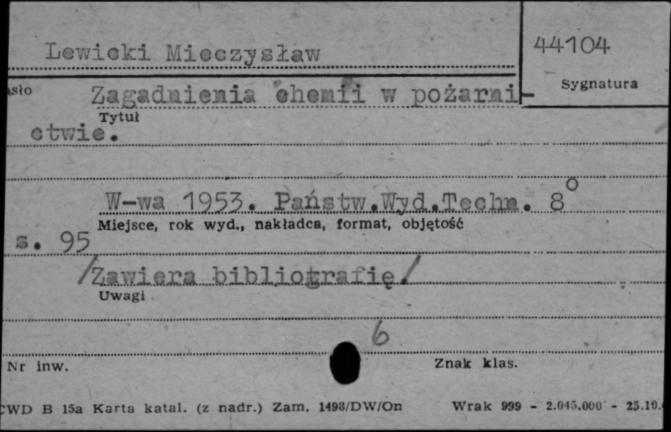 Lewicki Mieczysław
44104
Sygnatura
Zagadnienia chemii w pożarni-
Tytuł
ctwie.
W-wa 1953. Państw.Wyd.Techn. 8°
Miejsce, rok wyd., nakładca, format, objętość
s. 95
/Zawiera bibliografię/
Uwagi
6
Nr inw.
Znak klas.
CWD B 15a Karta katal. (z nadr.) Zam. 1498/DW/On Wrak 999 - 2.045.000 - 25.10.